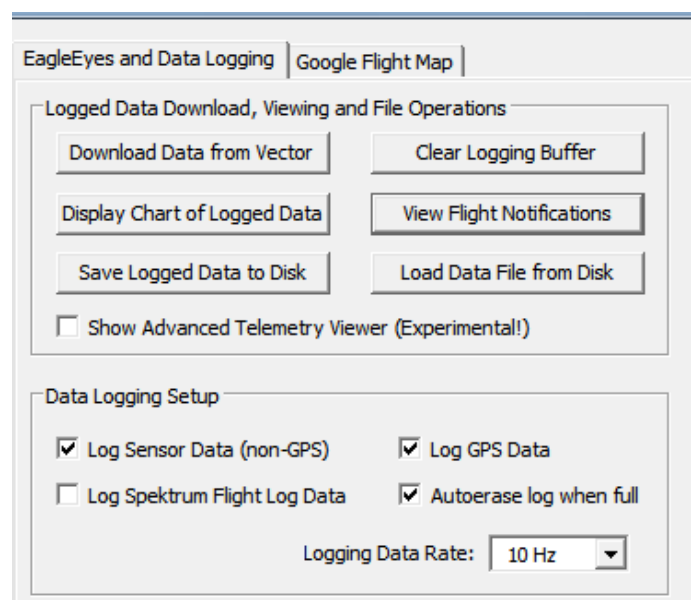 EagleEyes and Data Logging Google Flight Map
Logged Data Download, Viewing and File Operations
Download Data from Vector Clear Logging Buffer
Display Chart of Logged Data View Flight Notifications
Save Logged Data to Disk Load Data File from Disk
Show Advanced Telemetry Viewer (Experimental!)
Data Logging Setup
Log Sensor Data (non-GPS) Log GPS Data
Log Spektrum Flight Log Data Autoerase log when full
Logging Data Rate: 10 Hz